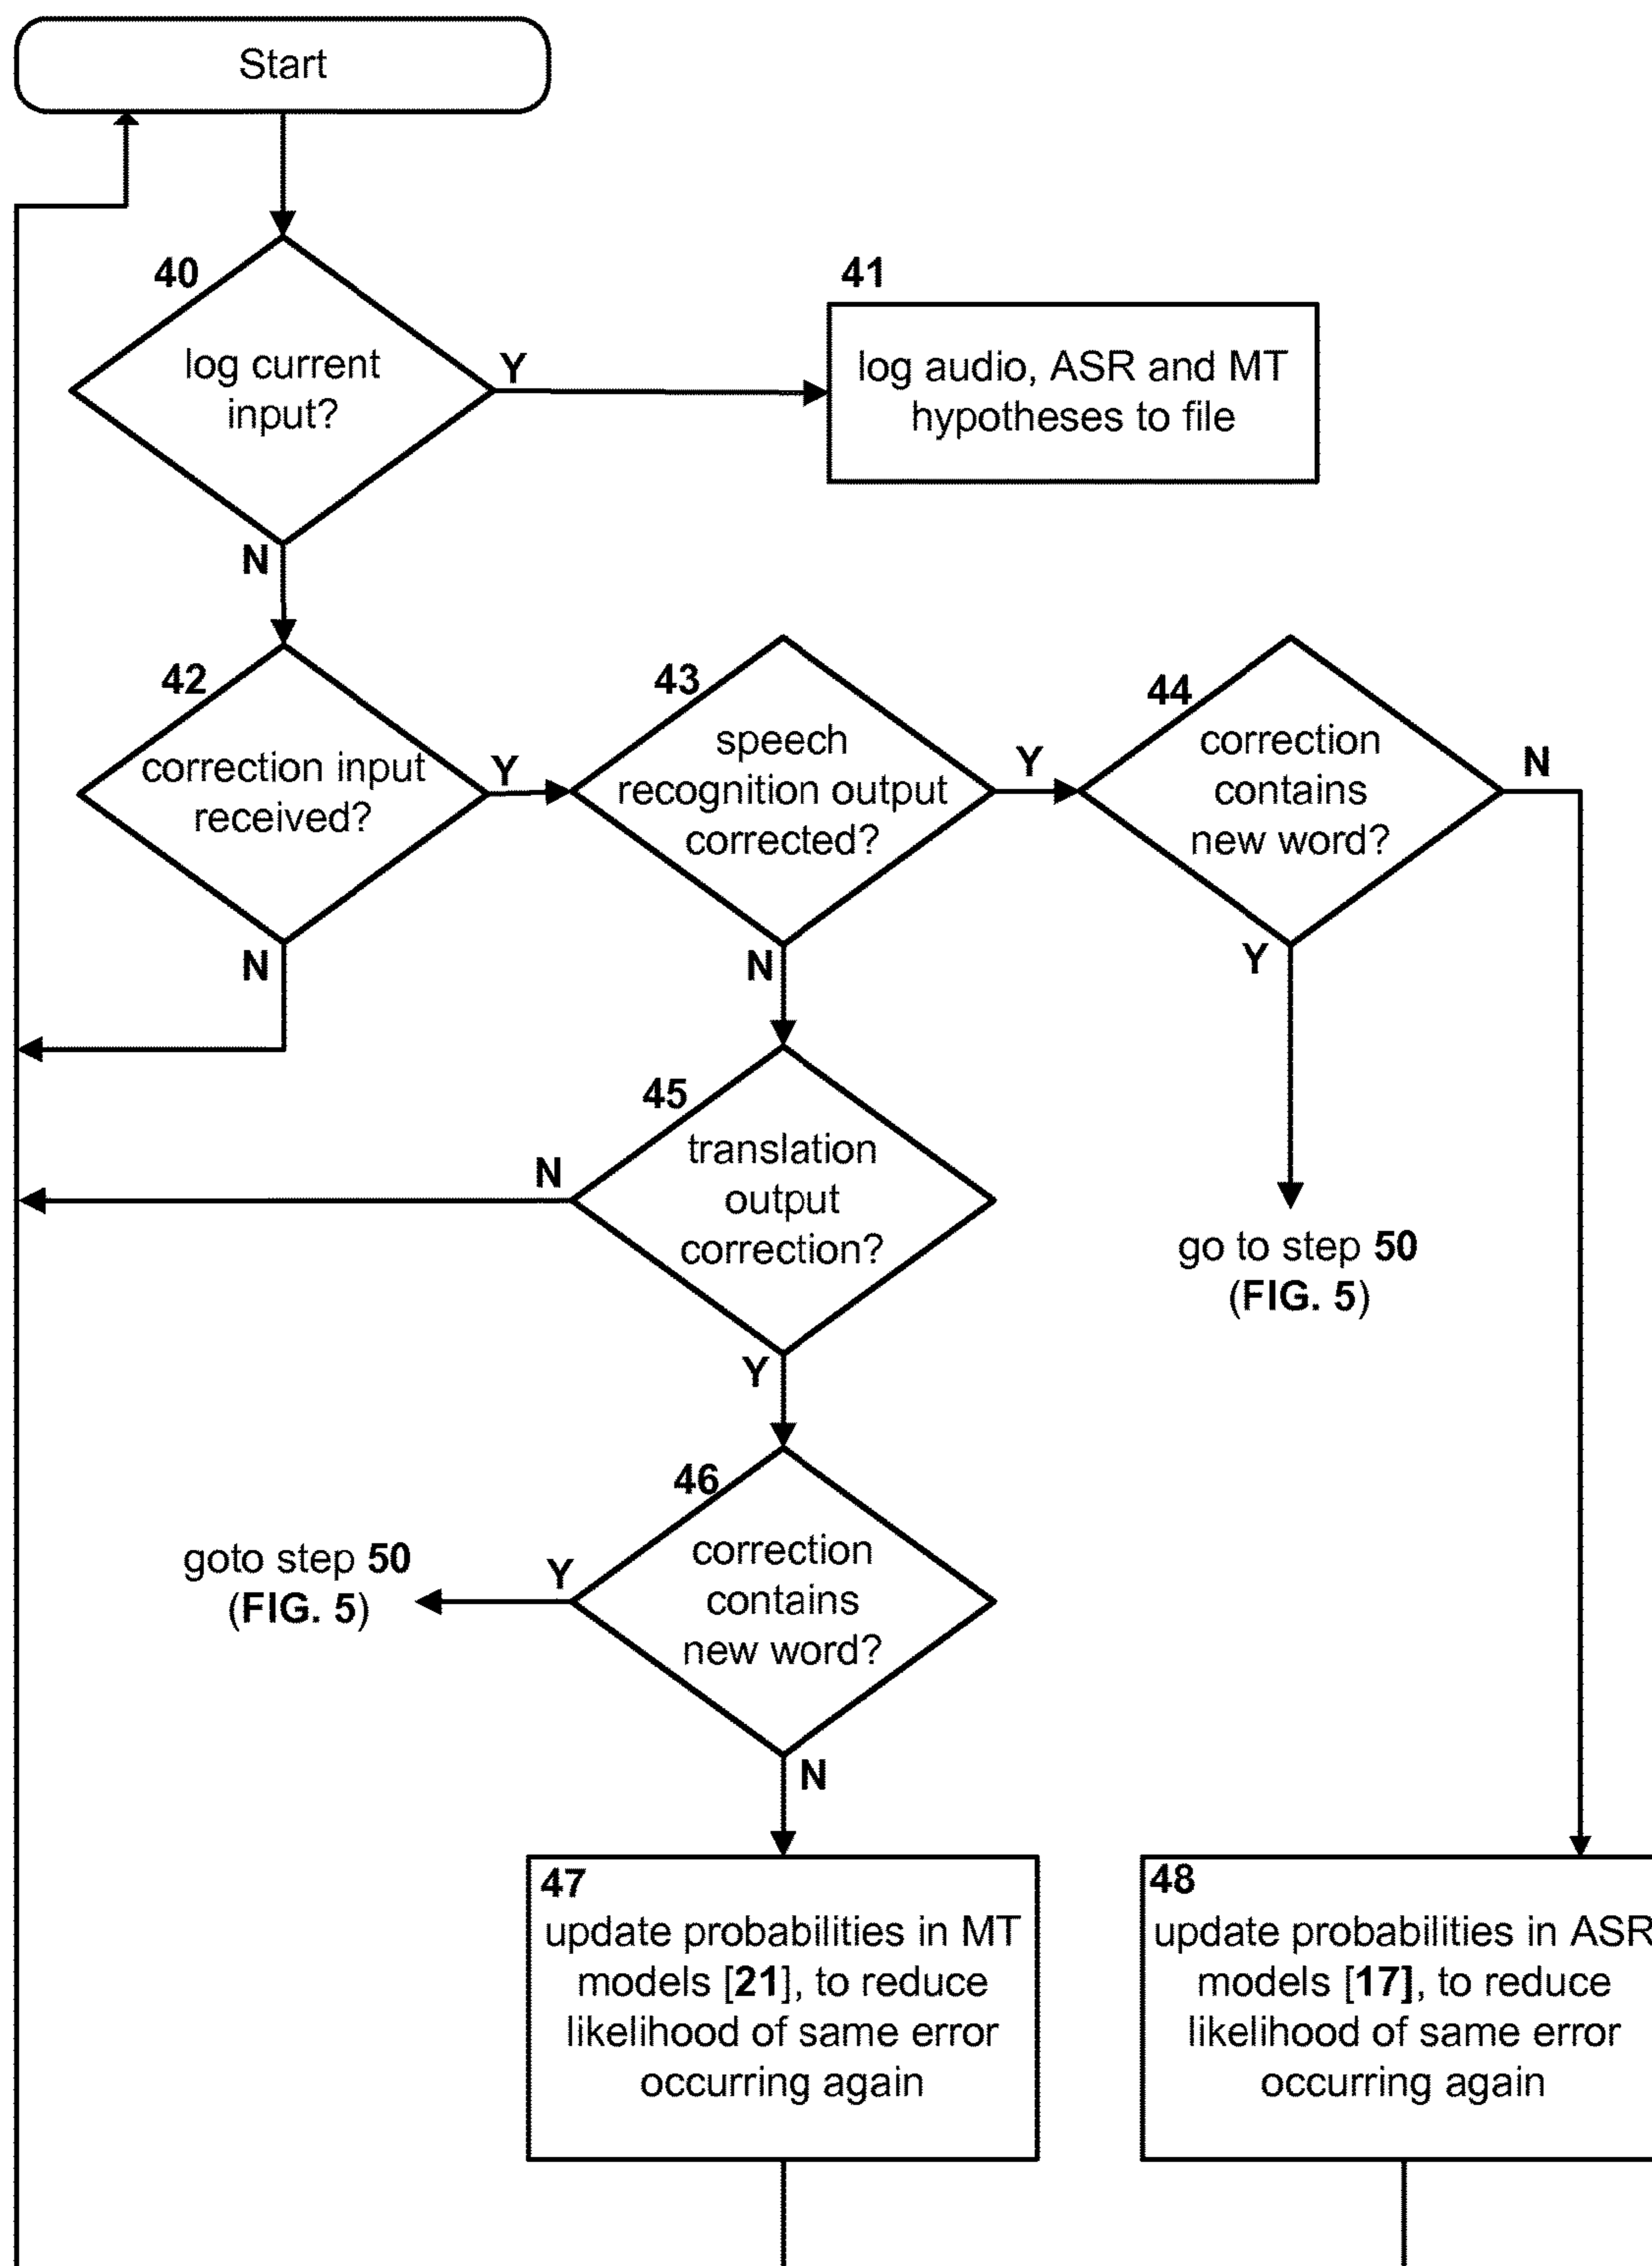 Start
40
log current
input?
Y
N
41
log audio, ASR and MT
hypotheses to file
42
correction input
received?
Y
N
43
speech
recognition output
corrected?
Y
N
44
correction
contains
new word?
N
Y
go to step 50
(FIG. 5)
45
translation
output
correction?
N
Y
46
correction
contains
new word?
Y
N
goto step 50
(FIG. 5)
47
update probabilities in MT
models [21], to reduce
likelihood of same error
occurring again
48
update probabilities in ASR
models [17], to reduce
likelihood of same error
occurring again